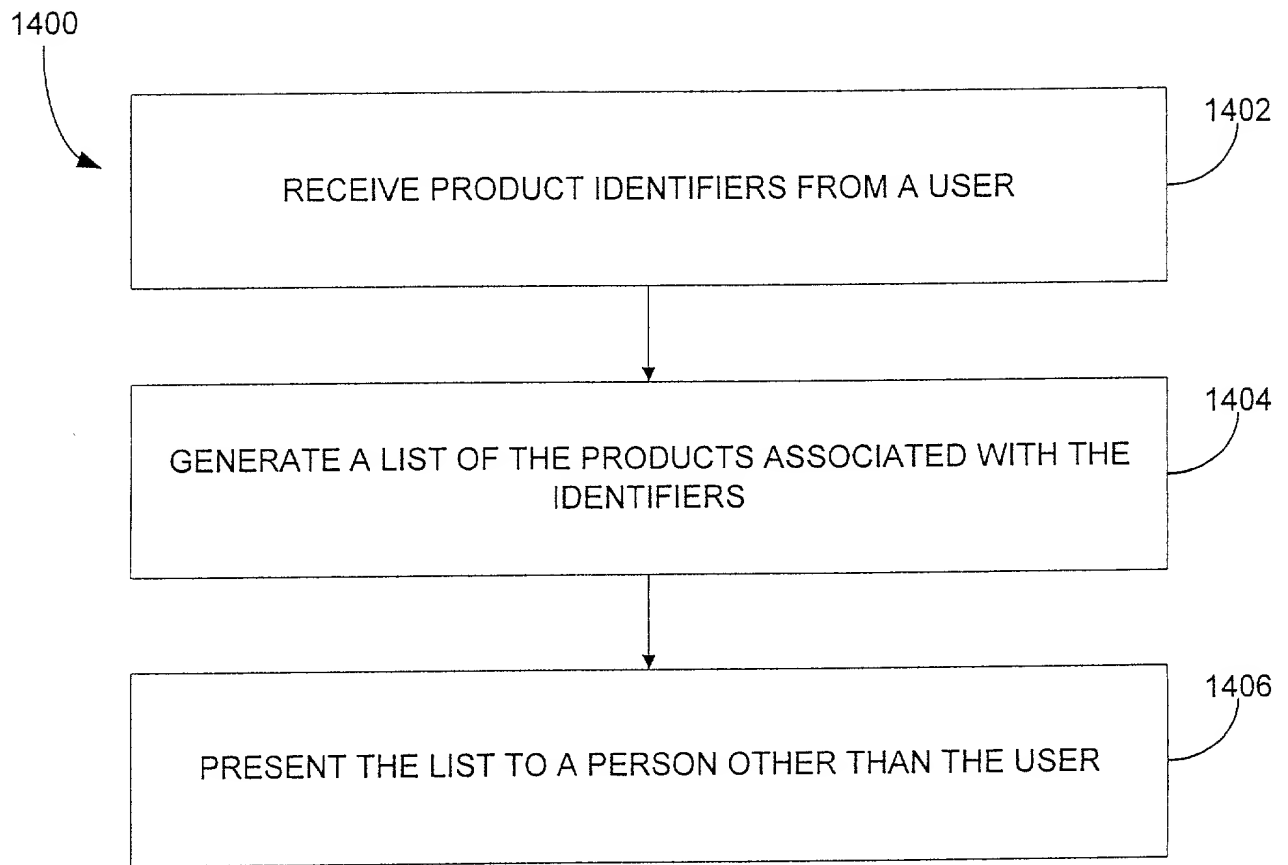 1400
1402
RECEIVE PRODUCT IDENTIFIERS FROM A USER
1404
GENERATE A LIST OF THE PRODUCTS ASSOCIATED WITH THE
IDENTIFIERS
1406
PRESENT THE LIST TO A PERSON OTHER THAN THE USER